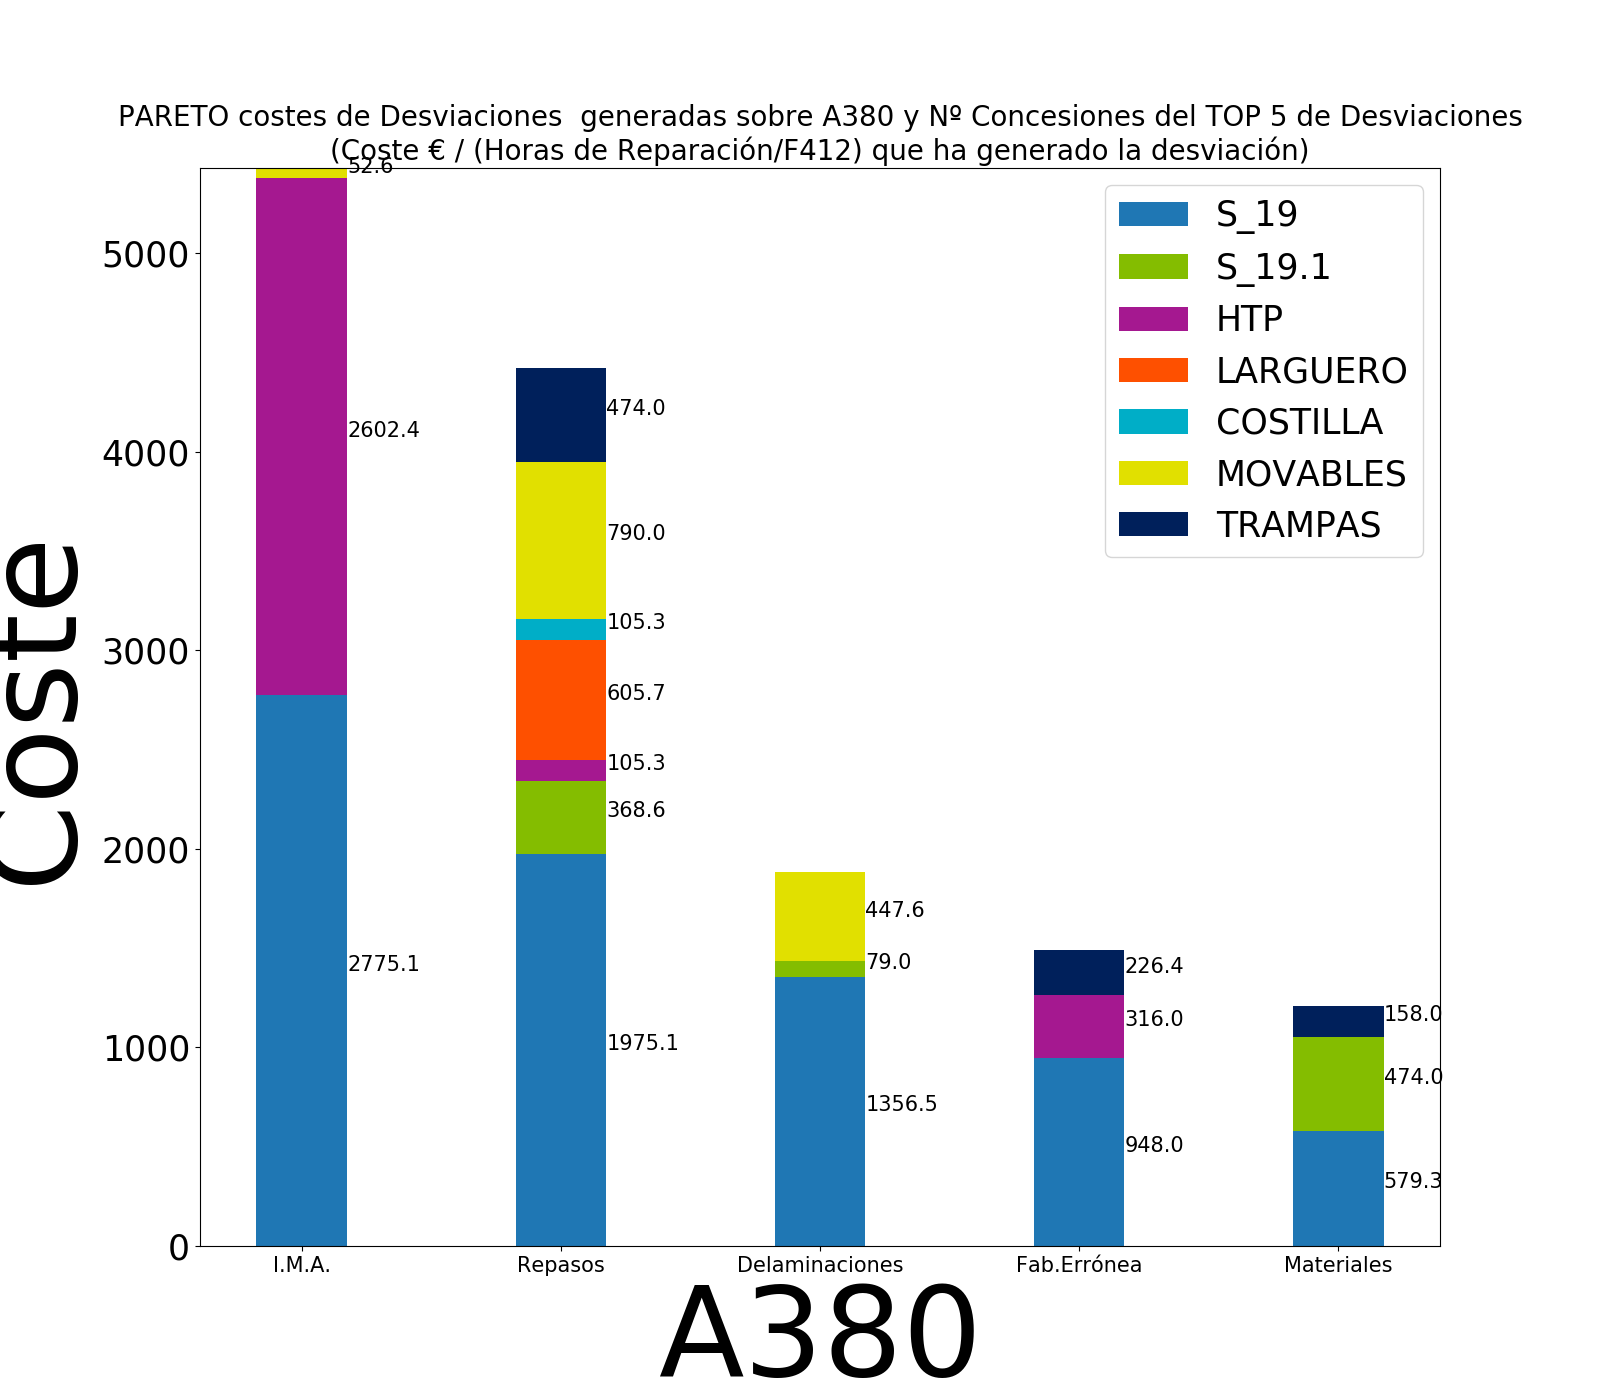 PARETO costes de Desviaciones  generadas sobre A380 y Nº Concesiones del TOP 5 de Desviaciones
(Coste € / (Horas de Reparación/F412) que ha generado la desviación)
52.6
S_19
S_19.1
HTP
LARGUERO
COSTILLA
MOVABLES
TRAMPAS
5000
4000
3000
2000
1000
0
Coste
2602.4
2775.1
474.0
790.0
105.3
605.7
105.3
368.6
1975.1
447.6
79.0
1356.5
226.4
316.0
948.0
158.0
474.0
579.3
I.M.A.
Repasos
Delaminaciones
Fab.Errónea
Materiales
A380